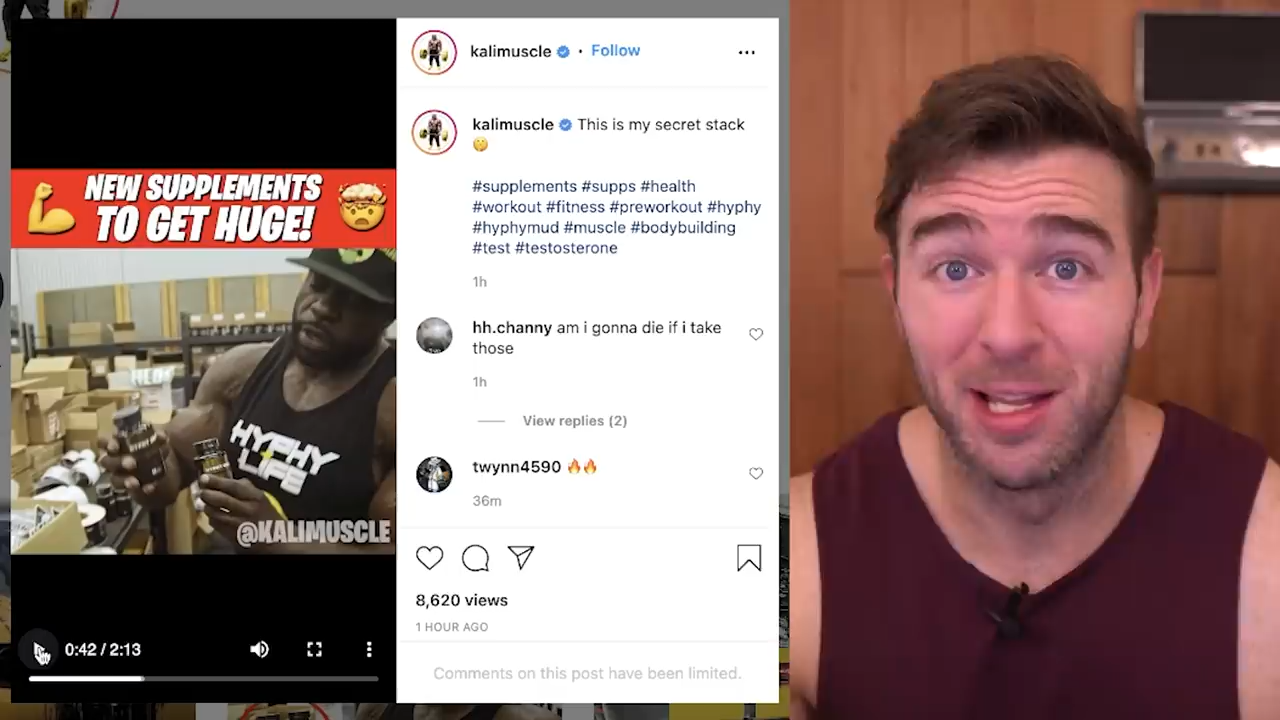 NEW SUPPLEMENTS
TO GET HUGE!
HYPHY
LIFE
@KALIMUSCLE
0:42 / 2:13
kalimuscle • Follow
kalimuscle This is my secret stack
#supplements #supps #health
#workout #fitness #preworkout #hyphy
#hyphymud #muscle #bodybuilding
#test #testosterone
1h
hh.channy am i gonna die if i take
those
1h
View replies (2)
twynn4590 🔥🔥
36m
8,620 views
1 HOUR AGO
Comments on this post have been limited.